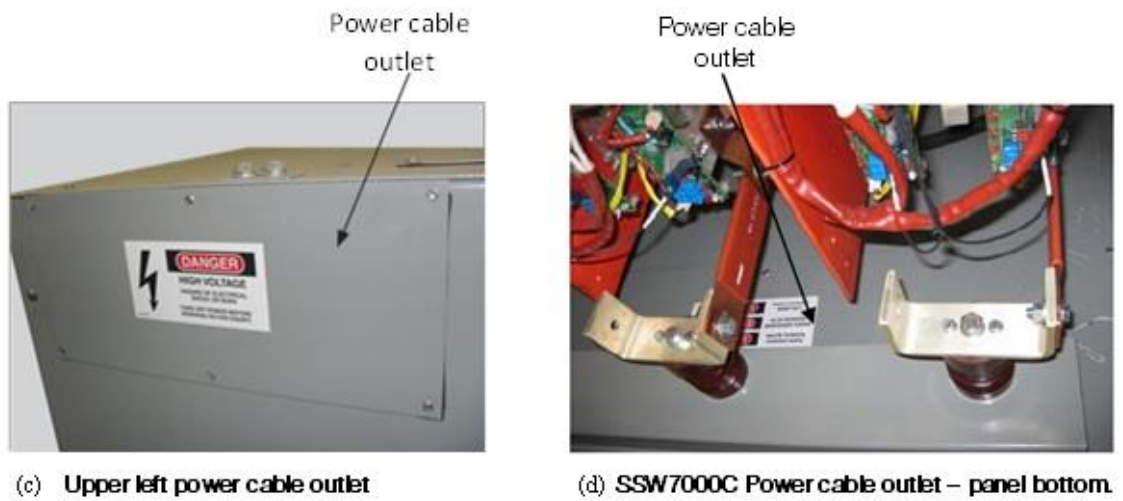 Power cable
outlet
Power cable
outlet
DANGER
HIGH VOLTAGE
(c) Upper left power cable outlet
(d) SSW7000C Power cable outlet – panel bottom.